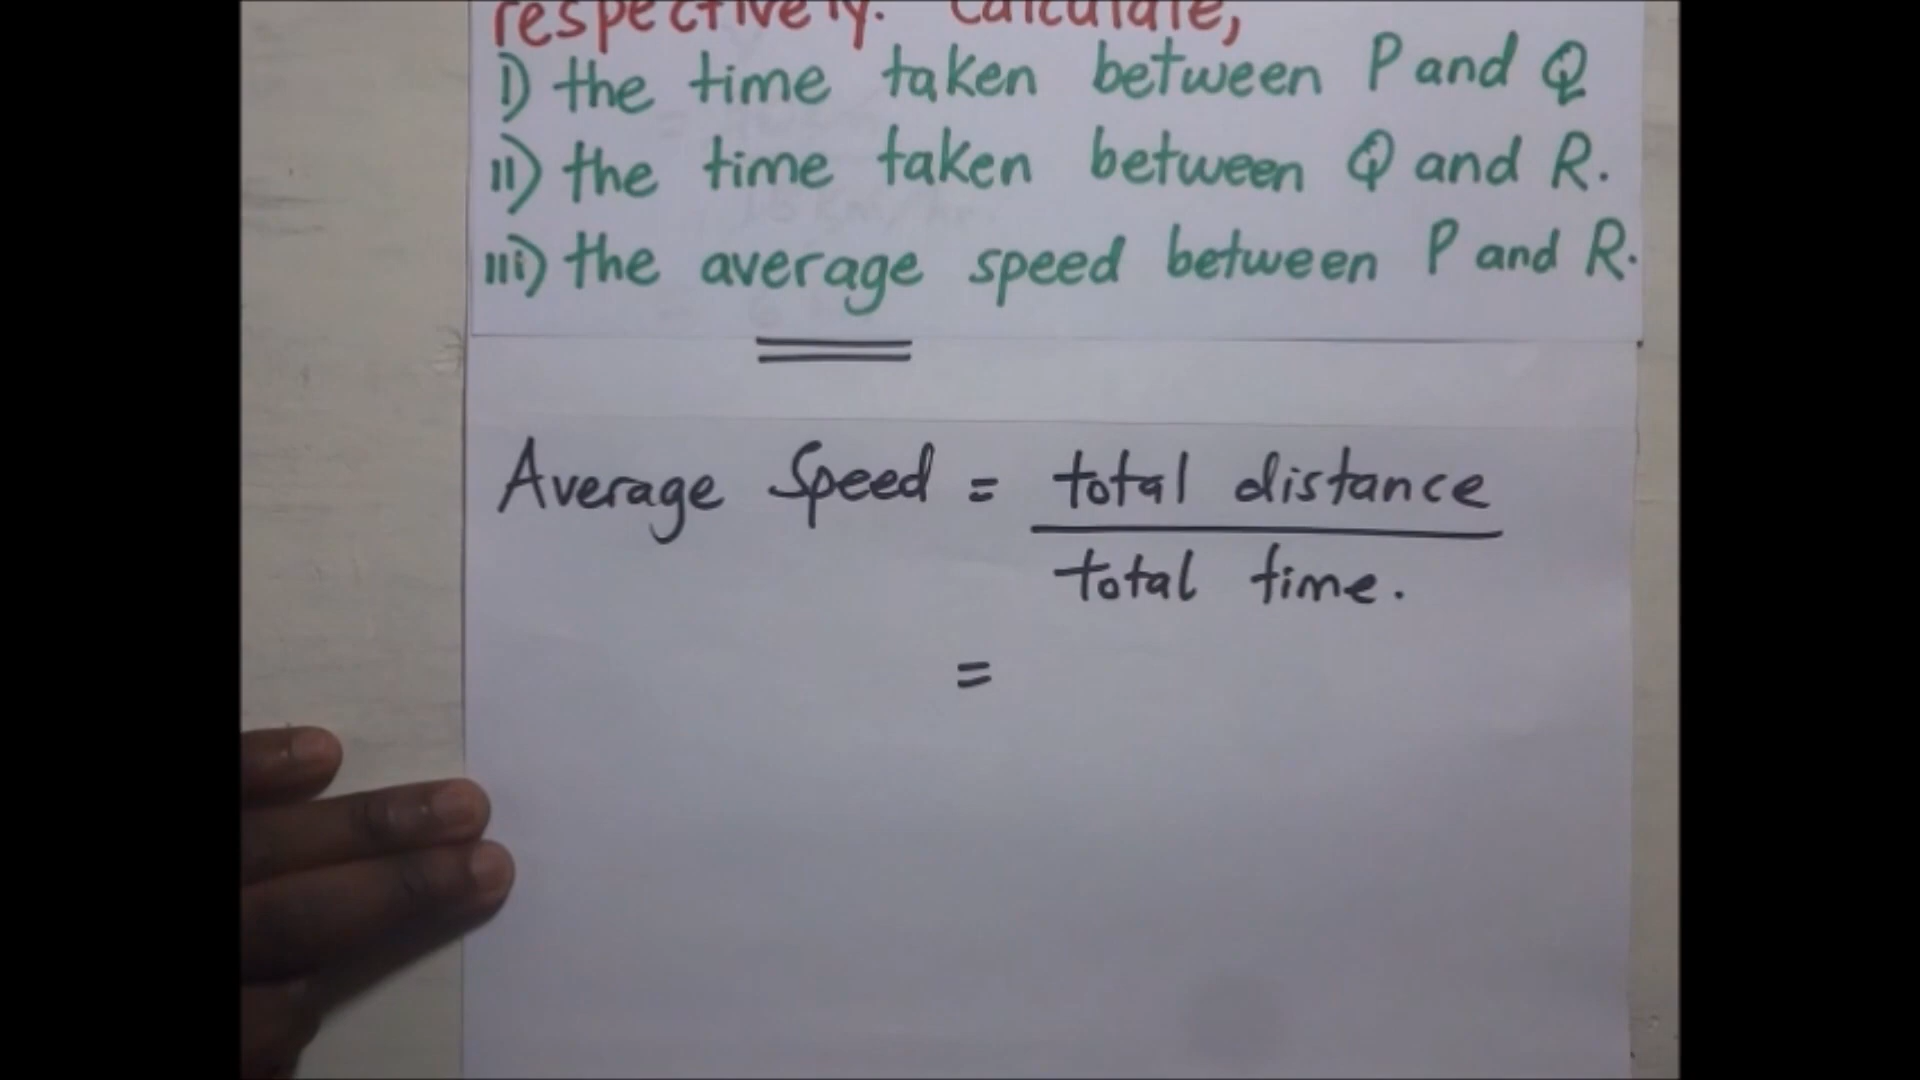 respectively. Calculate,
i) the time taken between P and Q
ii) the time taken between Q and R.
iii) the average speed between P and R.
Average Speed = total distance
total time.
=